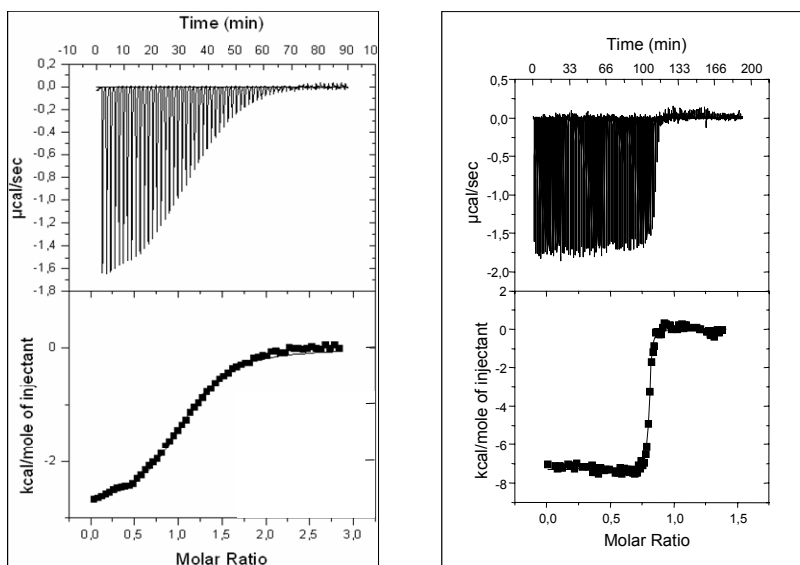 Time (min)
-10 0 10 20 30 40 50 60 70 80 90 10
0,2
0,0
-0,2
-0,4
-0,6
-0,8
-1,0
-1,2
-1,4
-1,6
-1,8
µcal/sec
0
-2
kcal/mole of injectant
0,0 0,5 1,0 1,5 2,0 2,5 3,0
Molar Ratio
Time (min)
0 33 66 100 133 166 200
0,5
0,0
-0,5
-1,0
-1,5
-2,0
µcal/sec
2
0
-2
-4
-6
-8
kcal/mole of injectant
0,0 0,5 1,0 1,5
Molar Ratio